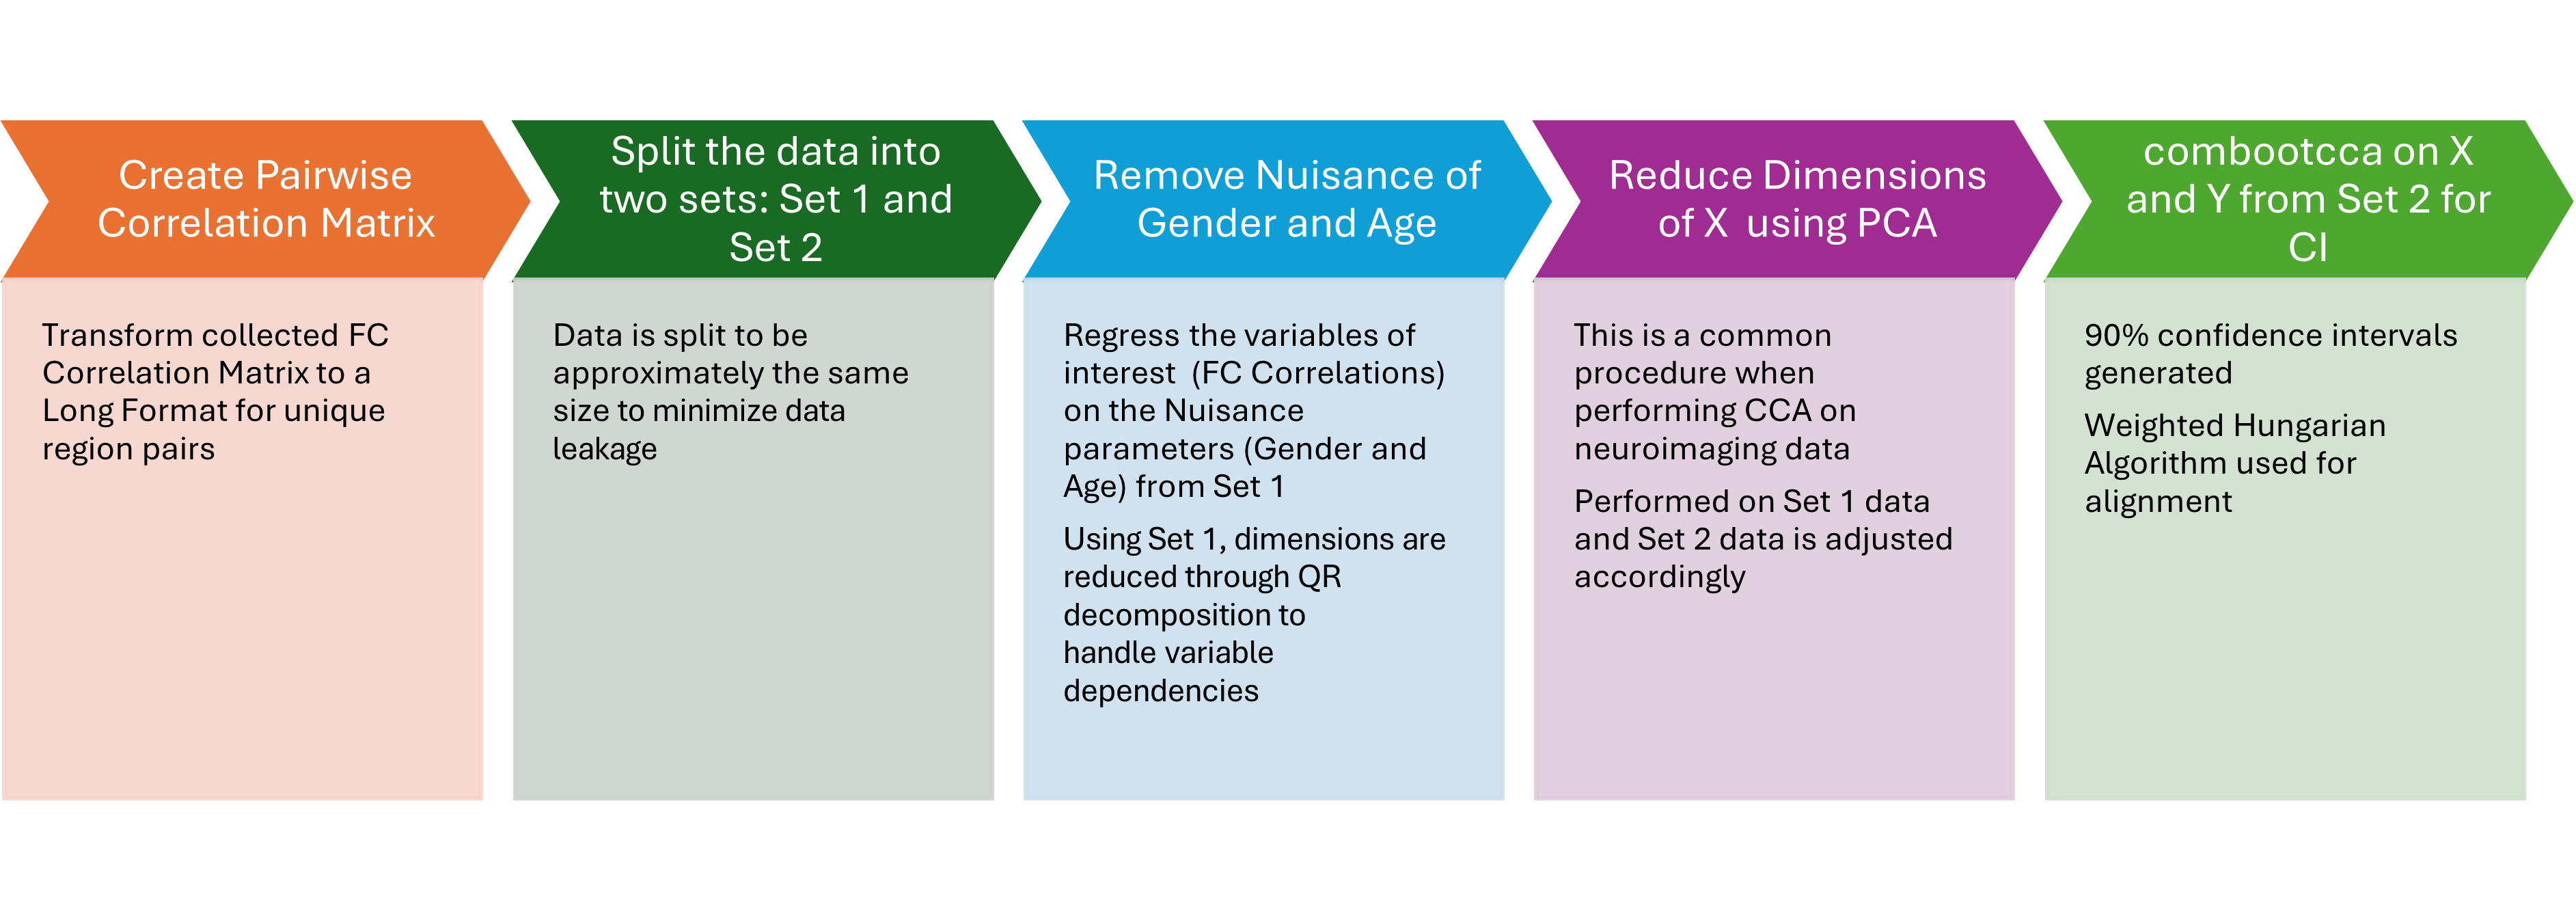 Create Pairwise
Correlation Matrix
Transform collected FC
Correlation Matrix to a
Long Format for unique
region pairs
Split the data into
two sets: Set 1 and
Set 2
Data is split to be
approximately the same
size to minimize data
leakage
Remove Nuisance of
Gender and Age
Regress the variables of
interest  (FC Correlations)
on the Nuisance
parameters (Gender and
Age) from Set 1
Using Set 1, dimensions are
reduced through QR
decomposition to
handle variable
dependencies
Reduce Dimensions
of X  using PCA
This is a common
procedure when
performing CCA on
neuroimaging data
Performed on Set 1 data
and Set 2 data is adjusted
accordingly
combootcca on X
and Y from Set 2 for
CI
90% confidence intervals
generated
Weighted Hungarian
Algorithm used for
alignment